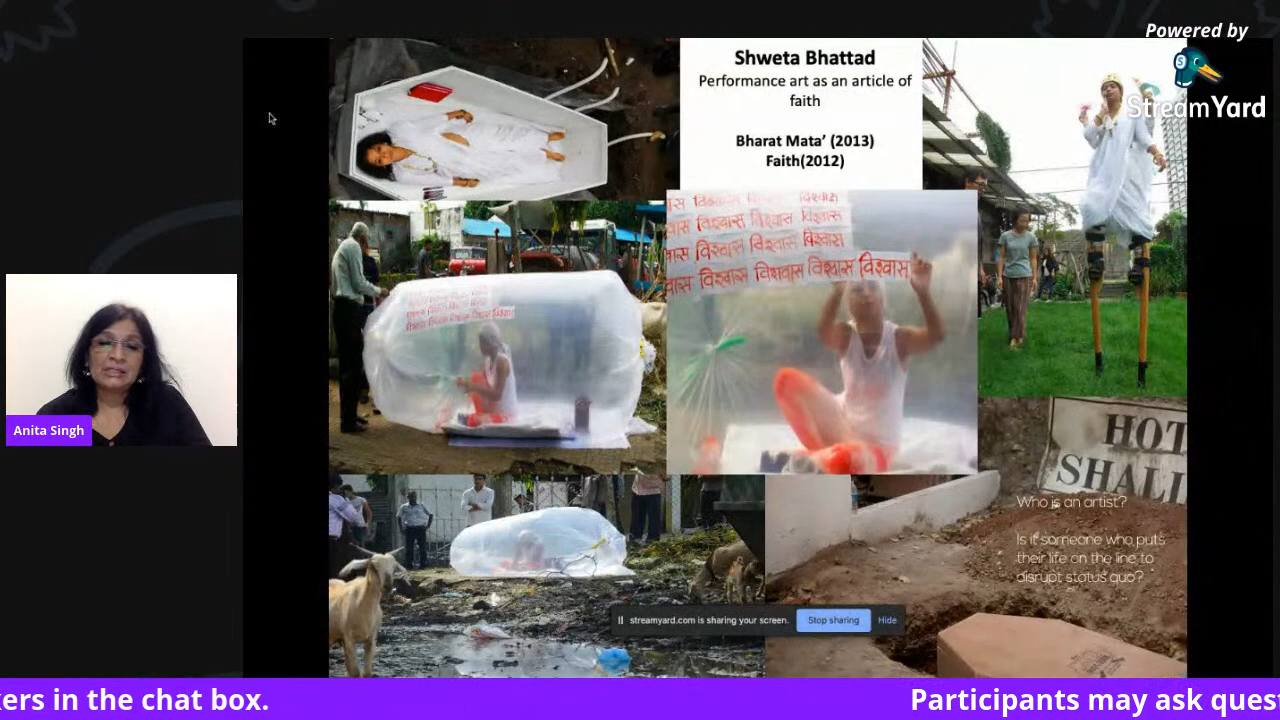 Powered by
StreamYard
Shweta Bhattad
Performance art as an article of
faith
Bharat Mata’ (2013)
Faith(2012)
विश्वास विश्वास
विश्वास विश्वास
विश्वास विश्वास
विश्वास विश्वास विश्वास
HOT
SHALI
Who is an artist?
Is it someone who puts
their life on the line to
disrupt status quo?
Anita Singh
streamyard.com is sharing your screen.
Stop sharing
Hide
kers in the chat box.
Participants may ask quest